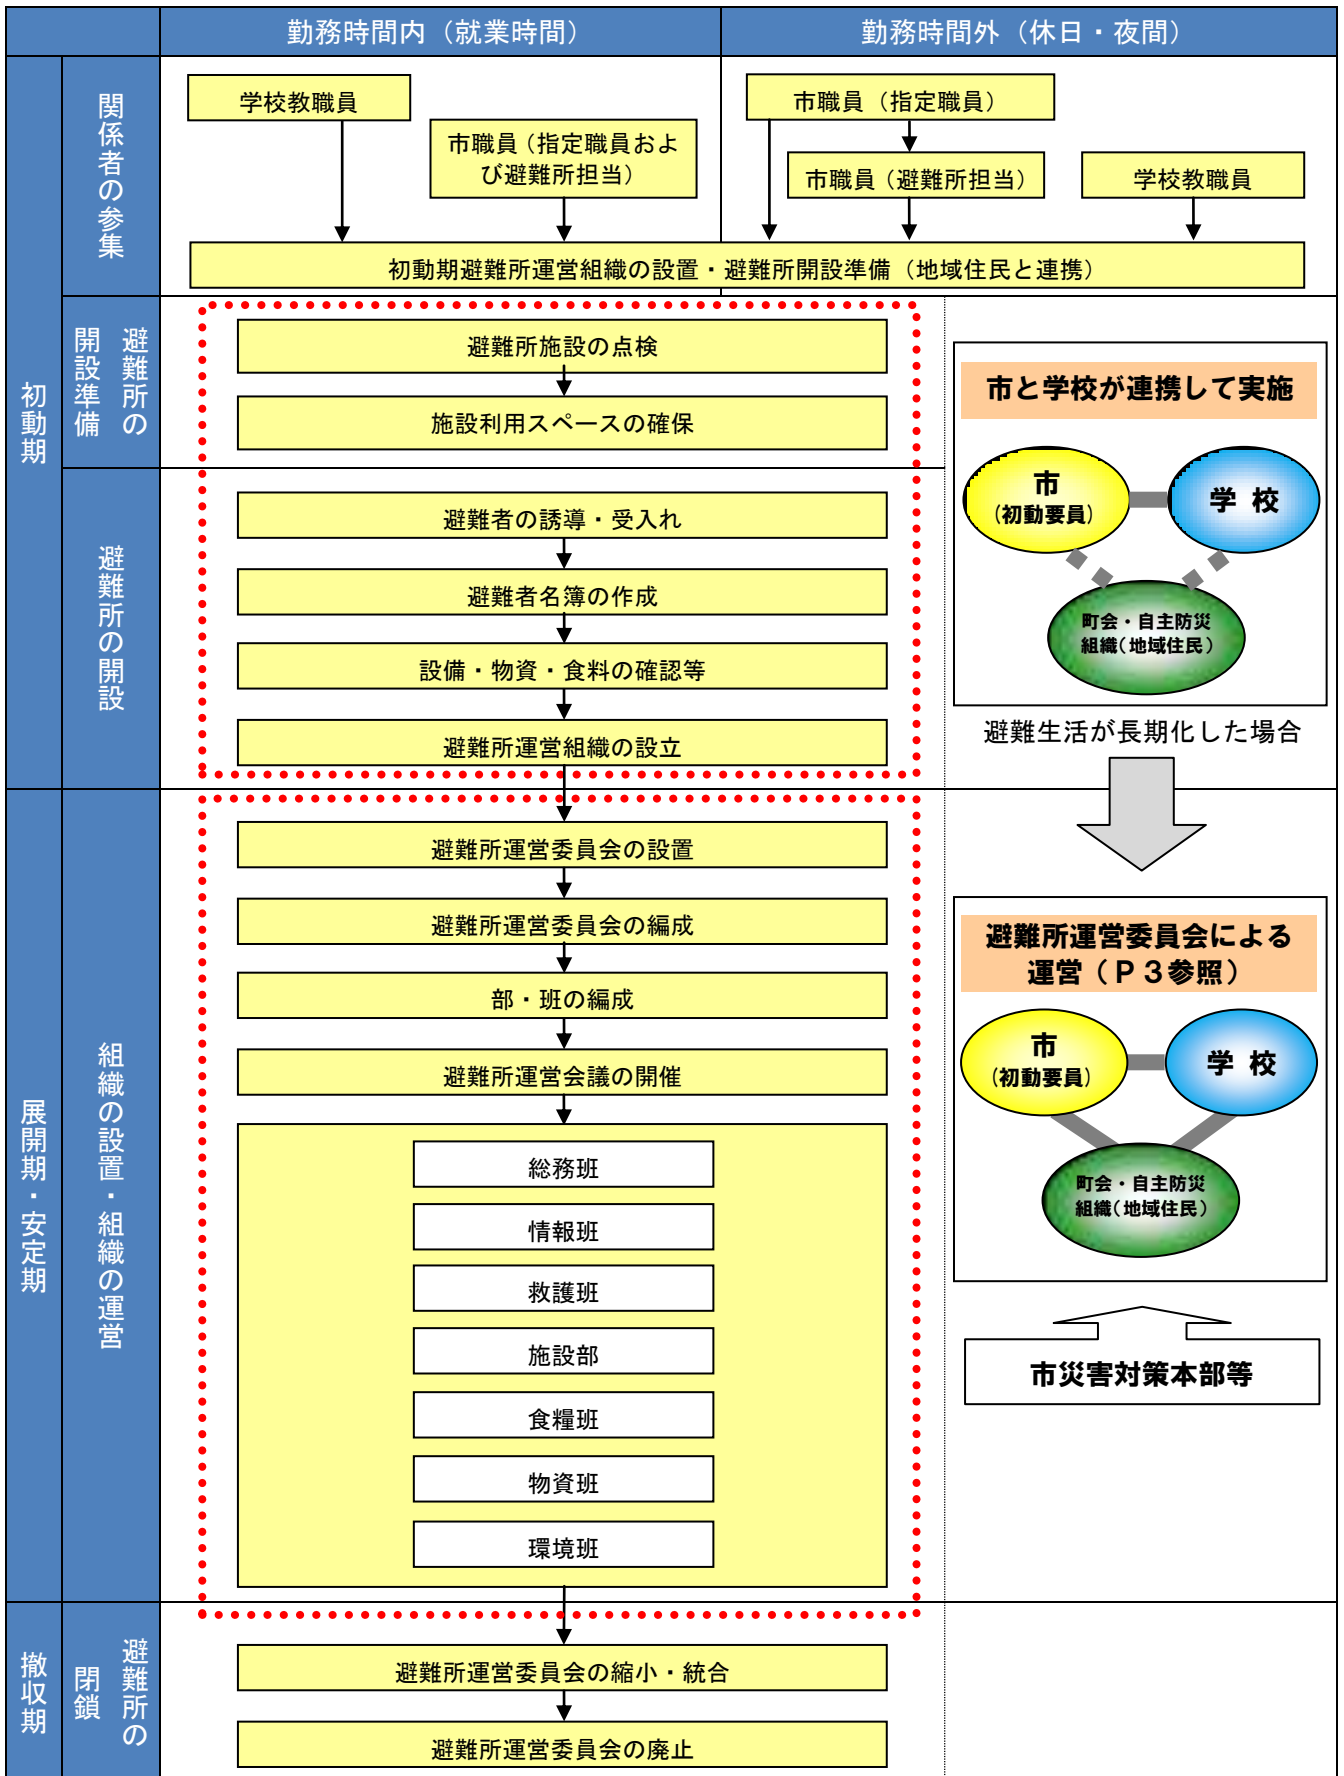 勤務時間内（就業時間）
勤務時間外（休日・夜間）
初動期
関係者の参集
学校教職員
市職員（指定職員およ
び避難所担当）
市職員（指定職員）
市職員（避難所担当）
学校教職員
初動期避難所運営組織の設置・避難所開設準備（地域住民と連携）
避難所の
開設準備
避難所施設の点検
施設利用スペースの確保
避難所の開設
避難者の誘導・受入れ
避難者名簿の作成
設備・物資・食料の確認等
避難所運営組織の設立
市と学校が連携して実施
市
（初動要員）
学 校
町会・自主防災
組織（地域住民）
避難生活が長期化した場合
展開期・安定期
組織の設置・組織の運営
避難所運営委員会の設置
避難所運営委員会の編成
部・班の編成
避難所運営会議の開催
総務班
情報班
救護班
施設部
食糧班
物資班
環境班
避難所運営委員会による
運営（Ｐ３参照）
市
（初動要員）
学 校
町会・自主防災
組織（地域住民）
市災害対策本部等
撤収期
避難所の
閉鎖
避難所運営委員会の縮小・統合
避難所運営委員会の廃止